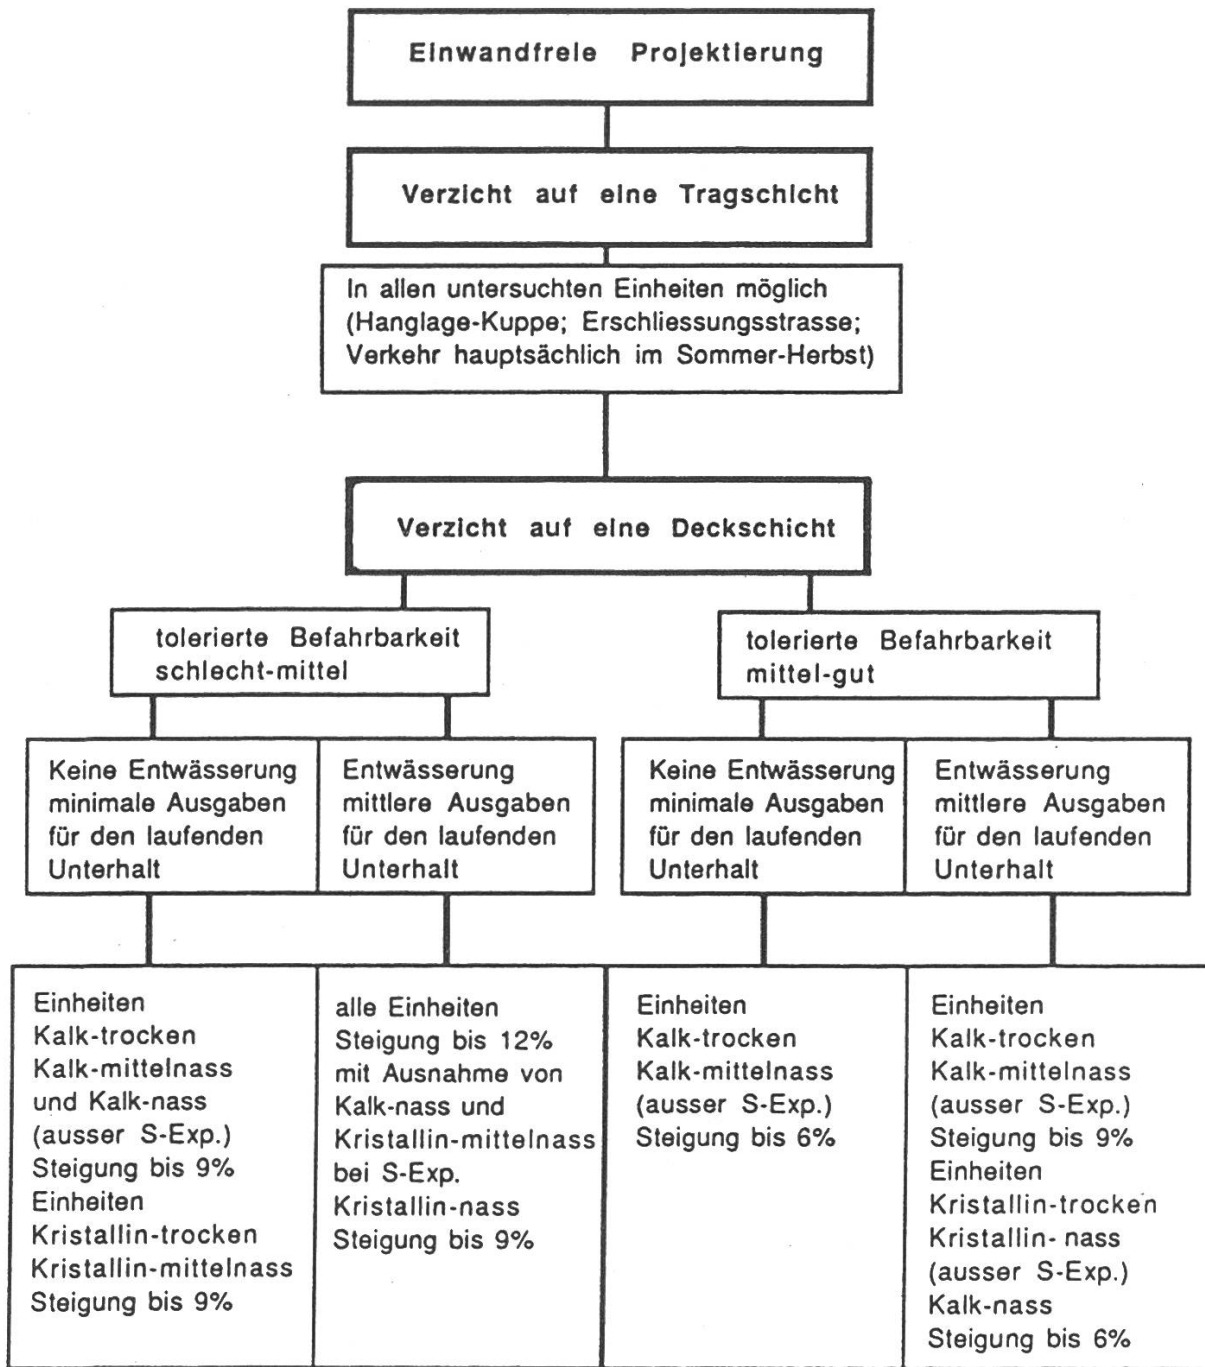 Einwandfreie Projektierung
Verzicht auf eine Tragschicht
In allen untersuchten Einheiten möglich
(Hanglage-Kuppe; Erschliessungsstrasse;
Verkehr hauptsächlich im Sommer-Herbst)
Verzicht auf eine Deckschicht
tolerierte Befahrbarkeit
schlecht-mittel
tolerierte Befahrbarkeit
mittel-gut
Keine Entwässerung
minimale Ausgaben
für den laufenden
Unterhalt
Entwässerung
mittlere Ausgaben
für den laufenden
Unterhalt
Keine Entwässerung
minimale Ausgaben
für den laufenden
Unterhalt
Entwässerung
mittlere Ausgaben
für den laufenden
Unterhalt
Einheiten
Kalk-trocken
Kalk-mittelnass
und Kalk-nass
(ausser S-Exp.)
Steigung bis 9%
Einheiten
Kristallin-trocken
Kristallin-mittelnass
Steigung bis 9%
alle Einheiten
Steigung bis 12%
mit Ausnahme von
Kalk-nass und
Kristallin-mittelnass
bei S-Exp.
Kristallin-nass
Steigung bis 9%
Einheiten
Kalk-trocken
Kalk-mittelnass
(ausser S-Exp.)
Steigung bis 6%
Einheiten
Kalk-trocken
Kalk-mittelnass
(ausser S-Exp.)
Steigung bis 9%
Einheiten
Kristallin-trocken
Kristallin- nass
(ausser S-Exp.)
Kalk-nass
Steigung bis 6%